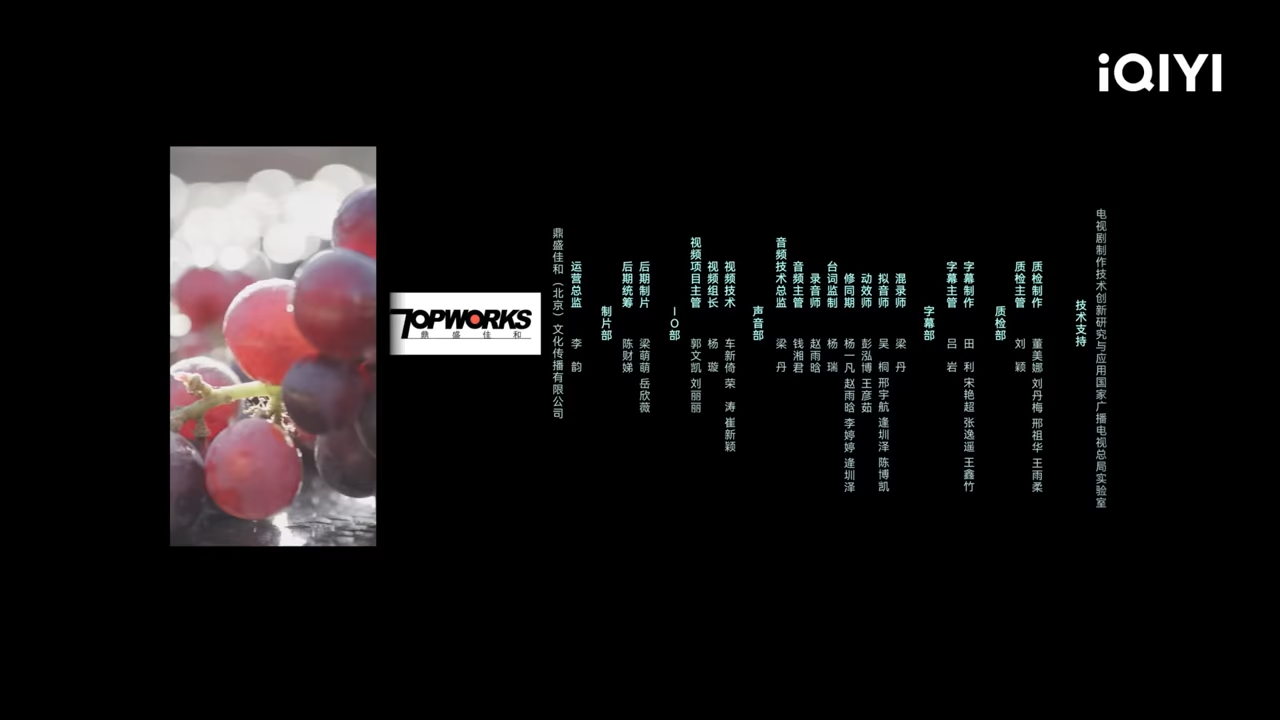 iQIYI
TOPWORKS
鼎盛佳和
鼎盛佳和（北京）文化传播有限公司
运营总监 李韵
制片部
后期统筹 陈财娣
后期制片 梁萌萌 岳欣薇
IO部
视频项目主管 郭文凯 刘丽丽
视频组长 杨璇
视频技术 车新倚 荣涛 崔新颖
声音部
音频技术总监 梁丹
音频主管 钱湘君
录音师 赵雨晗
台词监制 杨瑞
修同期 杨一凡 赵雨晗 李婷婷 逄圳泽
动效师 彭泓博 王彦茹
拟音师 吴桐 邢宇航 逄圳泽 陈博凯
混录师 梁丹
字幕部
字幕主管 吕岩
字幕制作 田利 宋艳超 张逸遥 王鑫竹
质检部
质检主管 刘颖
质检制作 董美娜 刘丹梅 邢祖华 王雨柔
技术支持
电视剧制作技术创新研究与应用国家广播电视总局实验室